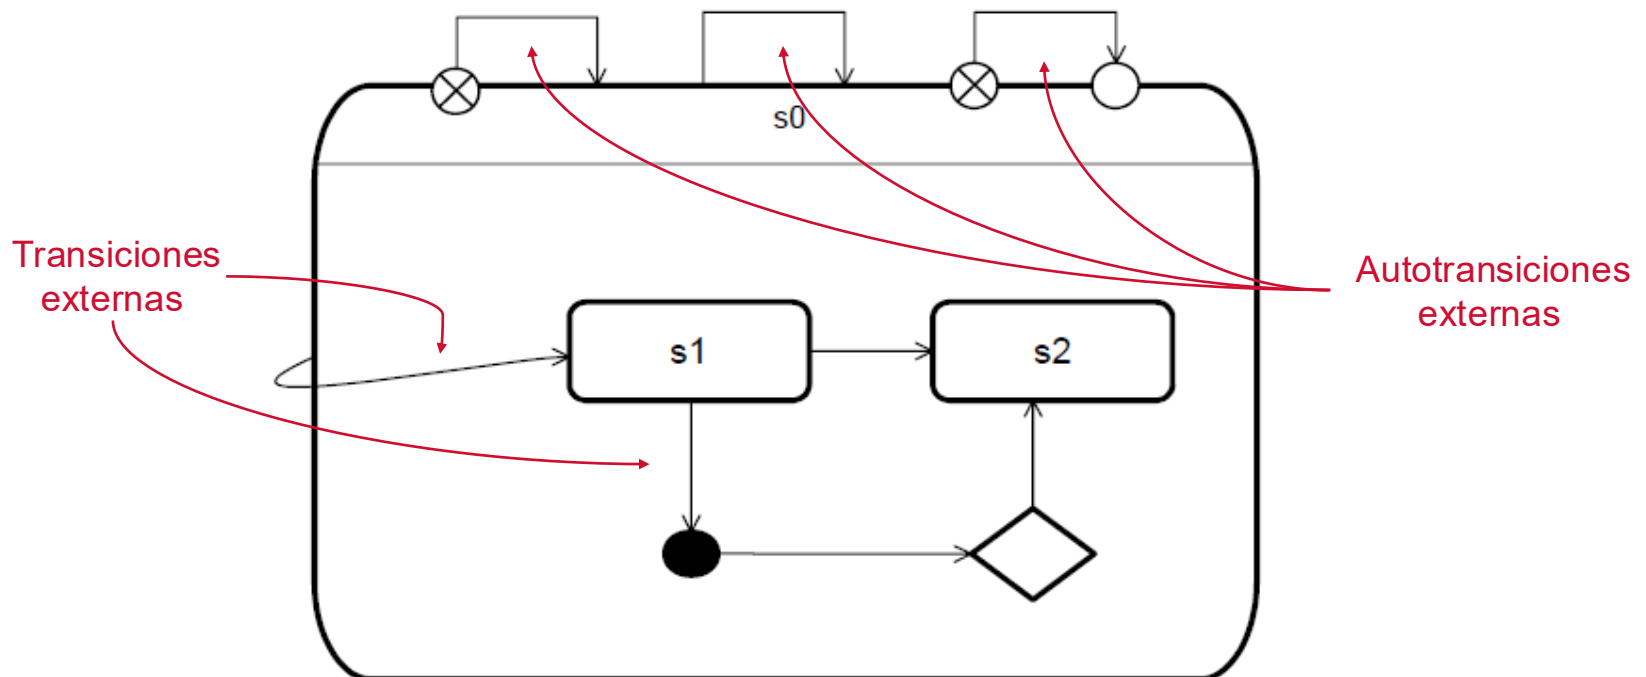 s0
Transiciones
externas
Autotransiciones
externas
s1
s2